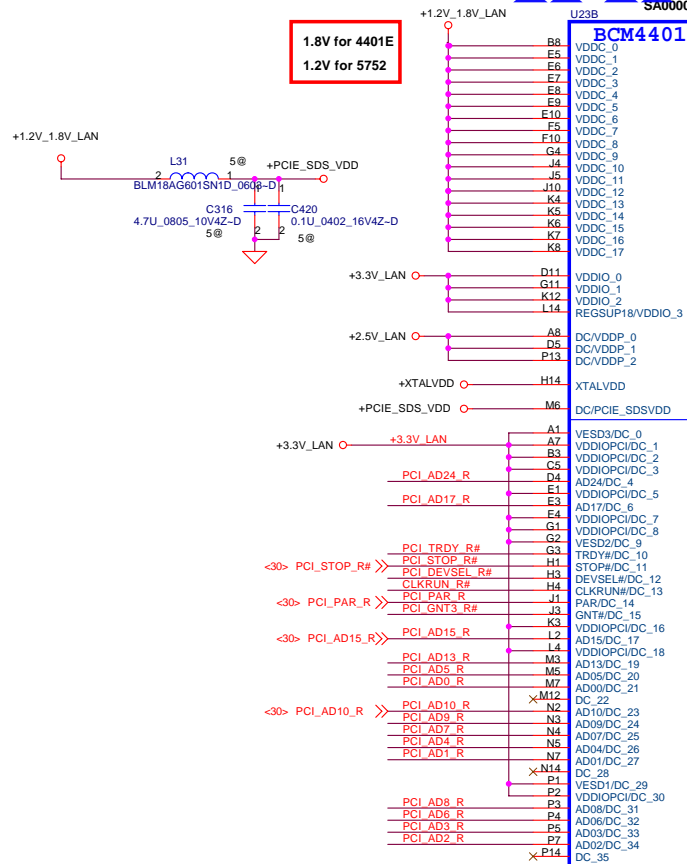 SA0000
+1.2V_1.8V_LAN
U23B
BCM4401
1.8V for 4401E
1.2V for 5752
B8 VDDC_0
E5 VDDC_1
E6 VDDC_2
E7 VDDC_3
E8 VDDC_4
E9 VDDC_5
E10 VDDC_6
F5 VDDC_7
F10 VDDC_8
G4 VDDC_9
J4 VDDC_10
J5 VDDC_11
J10 VDDC_12
K4 VDDC_13
K5 VDDC_14
K6 VDDC_15
K7 VDDC_16
K8 VDDC_17
+1.2V_1.8V_LAN
L31
5@
+PCIE_SDS_VDD
2
1
BLM18AG601SN1D_0603~D
1
1
C316
C420
4.7U_0805_10V4Z~D
0.1U_0402_16V4Z~D
2
2
5@
5@
+3.3V_LAN
D11 VDDIO_0
G11 VDDIO_1
K12 VDDIO_2
L14 REGSUP18/VDDIO_3
+2.5V_LAN
A8 DC/VDDP_0
D5 DC/VDDP_1
P13 DC/VDDP_2
+XTALVDD H14 XTALVDD
+PCIE_SDS_VDD M6 DC/PCIE_SDSVDD
A1 VESD3/DC_0
+3.3V_LAN +3.3V_LAN A7 VDDIOPCI/DC_1
B3 VDDIOPCI/DC_2
C5 VDDIOPCI/DC_3
PCI_AD24_R D4 AD24/DC_4
E1 VDDIOPCI/DC_5
PCI_AD17_R E3 AD17/DC_6
E4 VDDIOPCI/DC_7
G1 VDDIOPCI/DC_8
G2 VESD2/DC_9
PCI_TRDY_R# G3 TRDY#/DC_10
<30> PCI_STOP_R# PCI_STOP_R# H1 STOP#/DC_11
PCI_DEVSEL_R# H3 DEVSEL#/DC_12
CLKRUN_R# H4 CLKRUN#/DC_13
<30> PCI_PAR_R PCI_PAR_R J1 PAR/DC_14
PCI_GNT3_R# J3 GNT#/DC_15
K3 VDDIOPCI/DC_16
<30> PCI_AD15_R PCI_AD15_R L2 AD15/DC_17
L4 VDDIOPCI/DC_18
PCI_AD13_R M3 AD13/DC_19
PCI_AD5_R M5 AD05/DC_20
PCI_AD0_R M7 AD00/DC_21
M12 DC_22
<30> PCI_AD10_R PCI_AD10_R N2 AD10/DC_23
PCI_AD9_R N3 AD09/DC_24
PCI_AD7_R N4 AD07/DC_25
PCI_AD4_R N5 AD04/DC_26
PCI_AD1_R N7 AD01/DC_27
N14 DC_28
P1 VESD1/DC_29
P2 VDDIOPCI/DC_30
PCI_AD8_R P3 AD08/DC_31
PCI_AD6_R P4 AD06/DC_32
PCI_AD3_R P5 AD03/DC_33
PCI_AD2_R P7 AD02/DC_34
P14 DC_35